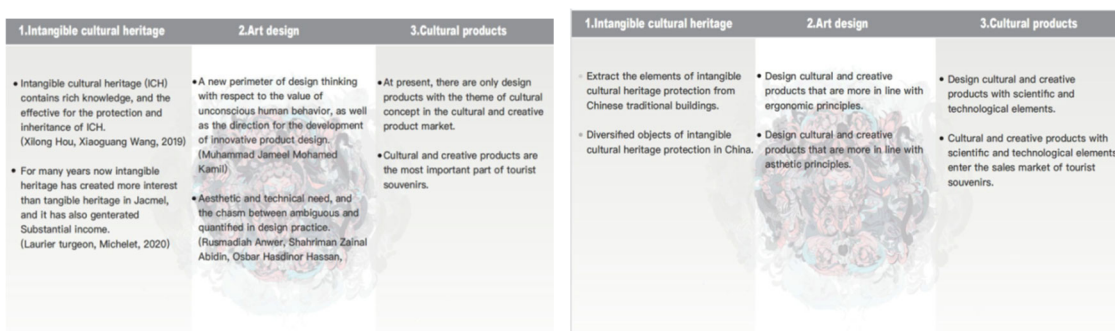 1.Intangible cultural heritage
2.Art design
3.Cultural products
• Intangible cultural heritage (ICH)
contains rich knowledge, and the
effective for the protection and
inheritance of ICH.
(Xilong Hou, Xiaoguang Wang, 2019)
• For many years now intangible
heritage has created more interest
than tangible heritage in Jacmel,
and it has also genterated
Substantial income.
(Laurier turgeon, Michelet, 2020)
• A new perimeter of design thinking
with respect to the value of
unconscious human behavior, as well
as the direction for the development
of innovative product design.
(Muhammad Jameel Mohamed
Kamil)
• Aesthetic and technical need, and
the chasm between ambiguous and
quantified in design practice.
(Rusmadiah Anwer, Shahriman Zainal
Abidin, Osbar Hasdinor Hassan,
• At present, there are only design
products with the theme of cultural
concept in the cultural and creative
product market.
• Cultural and creative products are
the most important part of tourist
souvenirs.
1.Intangible cultural heritage
2.Art design
3.Cultural products
• Extract the elements of intangible
cultural heritage protection from
Chinese traditional buildings.
• Diversified objects of intangible
cultural heritage protection in China.
• Design cultural and creative
products that are more in line with
ergonomic principles.
• Design cultural and creative
products that are more in line with
asthetic principles.
• Design cultural and creative
products with scientific and
technological elements.
• Cultural and creative products with
scientific and technological elements
enter the sales market of tourist
souvenirs.